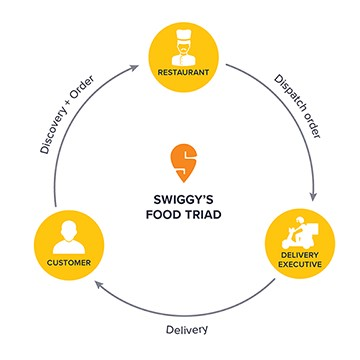 RESTAURANT
Discovery + Order
Dispatch order
SWIGGY'S
FOOD TRIAD
CUSTOMER
DELIVERY
EXECUTIVE
Delivery